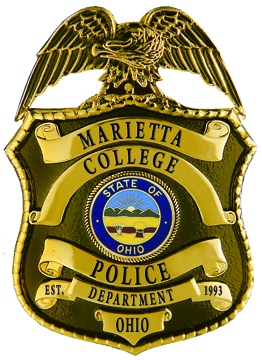 MARIETTA
COLLEGE
STATE OF
OHIO
POLICE
EST. DEPARTMENT 1993
OHIO